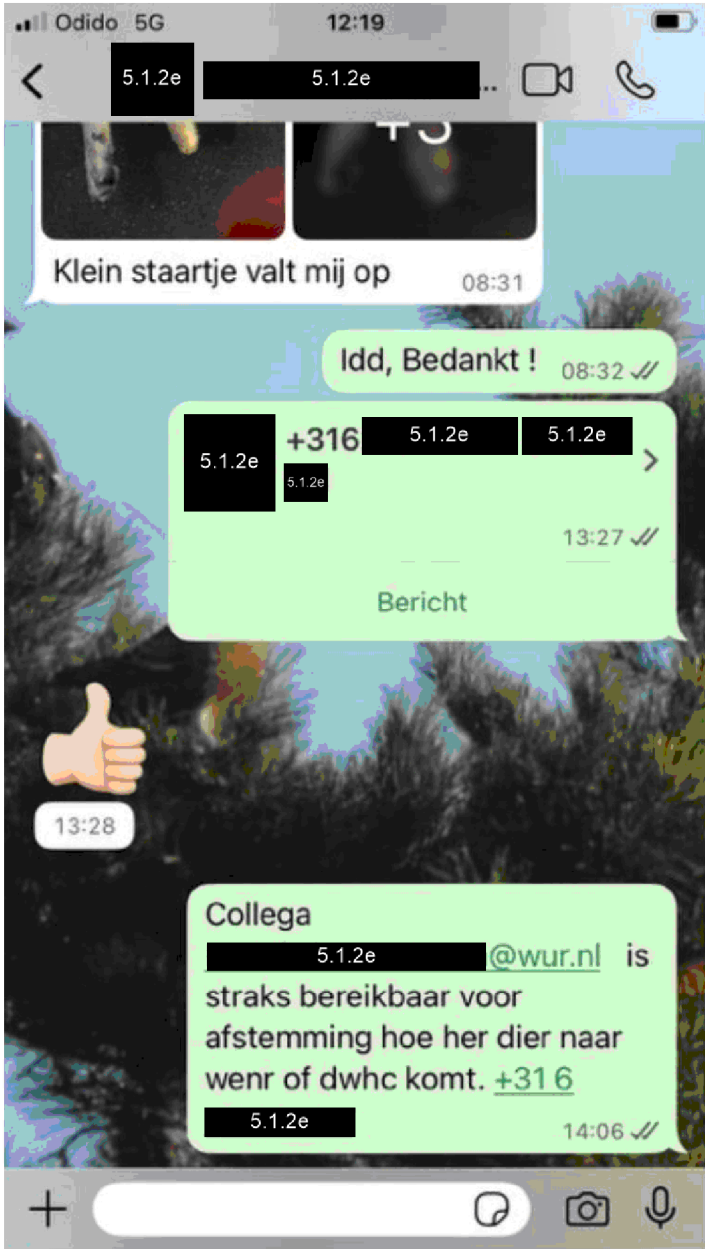 Odido 5G 12:19
5.1.2e 5.1.2e ...
+3
Klein staartje valt mij op 08:31
Idd, Bedankt ! 08:32
5.1.2e +316 5.1.2e 5.1.2e
5.1.2e
13:27
Bericht
13:28
Collega
5.1.2e @wur.nl is
straks bereikbaar voor
afstemming hoe her dier naar
wenr of dwhc komt. +31 6
5.1.2e 14:06